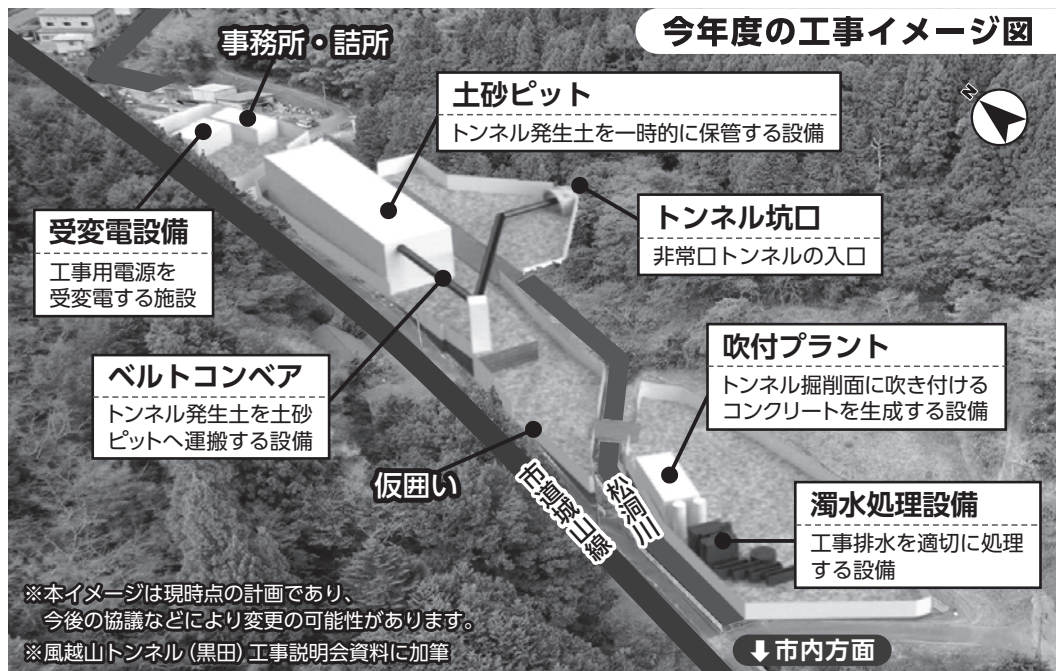 今年度の工事イメージ図
事務所・詰所
N
土砂ピット
トンネル発生土を一時的に保管する設備
トンネル坑口
非常口トンネルの入口
受変電設備
工事用電源を
受変電する施設
吹付プラント
トンネル掘削面に吹き付ける
コンクリートを生成する設備
ベルトコンベア
トンネル発生土を土砂
ピットへ運搬する設備
仮囲い
市道城山線
松洞川
濁水処理設備
工事排水を適切に処理
する設備
※本イメージは現時点の計画であり、
今後の協議などにより変更の可能性があります。
※風越山トンネル（黒田）工事説明会資料に加筆
⬇市内方面